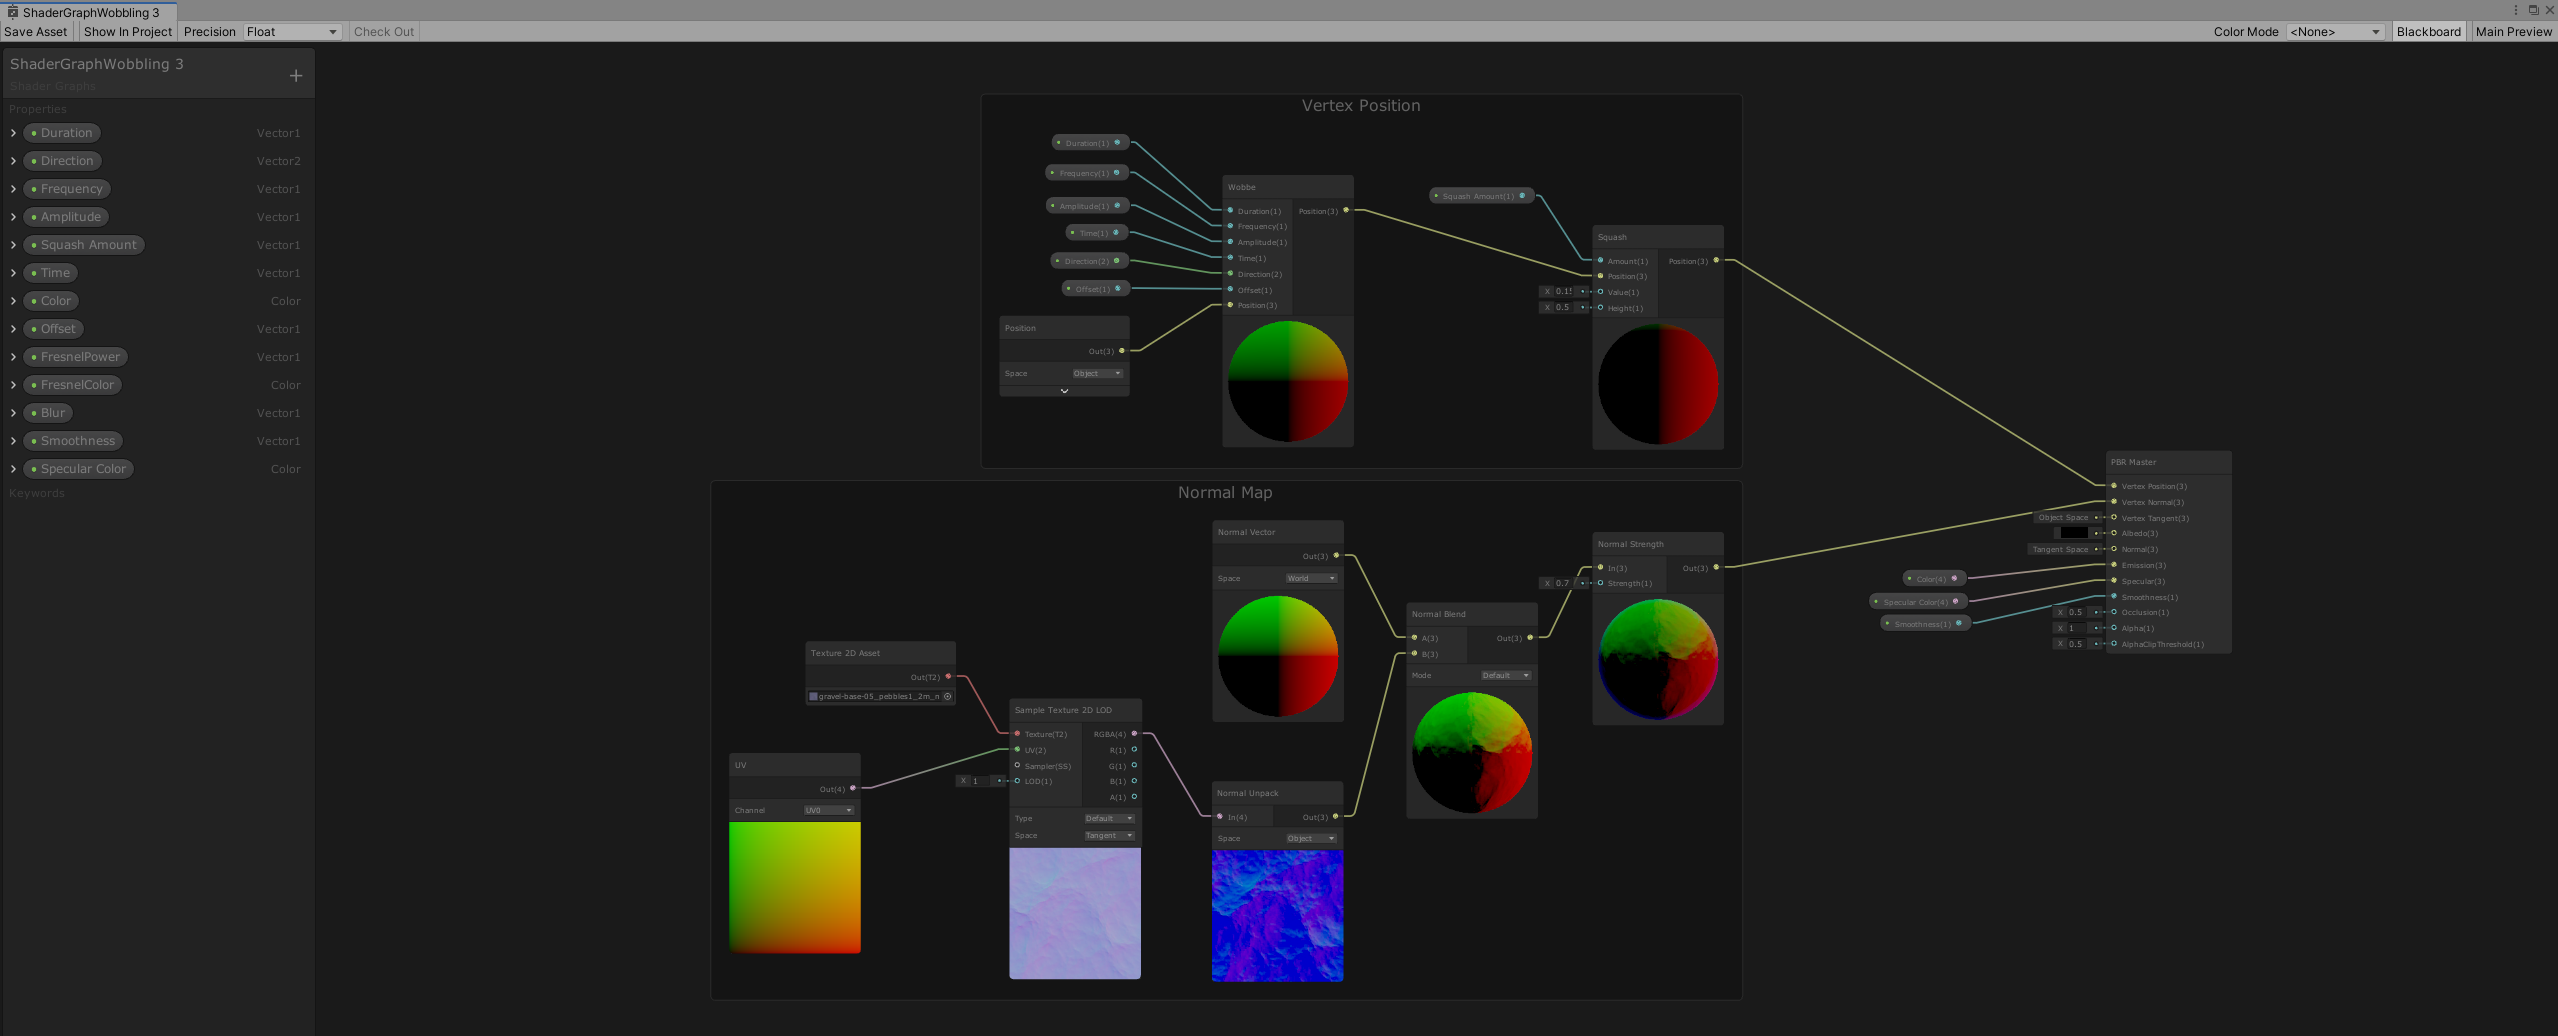 ShaderGraphWobbling 3
Save Asset Show In Project Precision Float Check Out Color Mode <None> Blackboard Main Preview
ShaderGraphWobbling 3
Shader Graphs
Properties
Duration Vector1
Direction Vector2
Frequency Vector1
Amplitude Vector1
Squash Amount Vector1
Time Vector1
Color Color
Offset Vector1
FresnelPower Vector1
FresnelColor Color
Blur Vector1
Smoothness Vector1
Specular Color Color
Keywords
Vertex Position
Duration(1)
Frequency(1)
Amplitude(1)
Time(1)
Direction(2)
Offset(1)
Position
Out(3)
Space Object
Wobbe
Duration(1) Position(3)
Frequency(1)
Amplitude(1)
Time(1)
Direction(2)
Offset(1)
Position(3)
Squash Amount(1)
Squash
Amount(1) Position(3)
Position(3)
X 0.15 Value(1)
X 0.5 Height(1)
Normal Map
Texture 2D Asset
Out(T2)
gravel-base-05_pebbles1_2m_n
UV
Out(4)
Channel UV0
Sample Texture 2D LOD
Texture(T2) RGBA(4)
UV(2) R(1)
Sampler(SS) G(1)
X 1 LOD(1) B(1)
A(1)
Type Default
Space Tangent
Normal Vector
Out(3)
Space World
Normal Unpack
In(4) Out(3)
Space Object
Normal Blend
A(3) Out(3)
B(3)
Mode Default
Normal Strength
In(3) Out(3)
X 0.7 Strength(1)
Color(4)
Specular Color(4)
Smoothness(1)
PBR Master
Vertex Position(3)
Vertex Normal(3)
Object Space Vertex Tangent(3)
Albedo(3)
Tangent Space Normal(3)
Emission(3)
Specular(3)
Smoothness(1)
X 0.5 Occlusion(1)
X 1 Alpha(1)
X 0.5 AlphaClipThreshold(1)